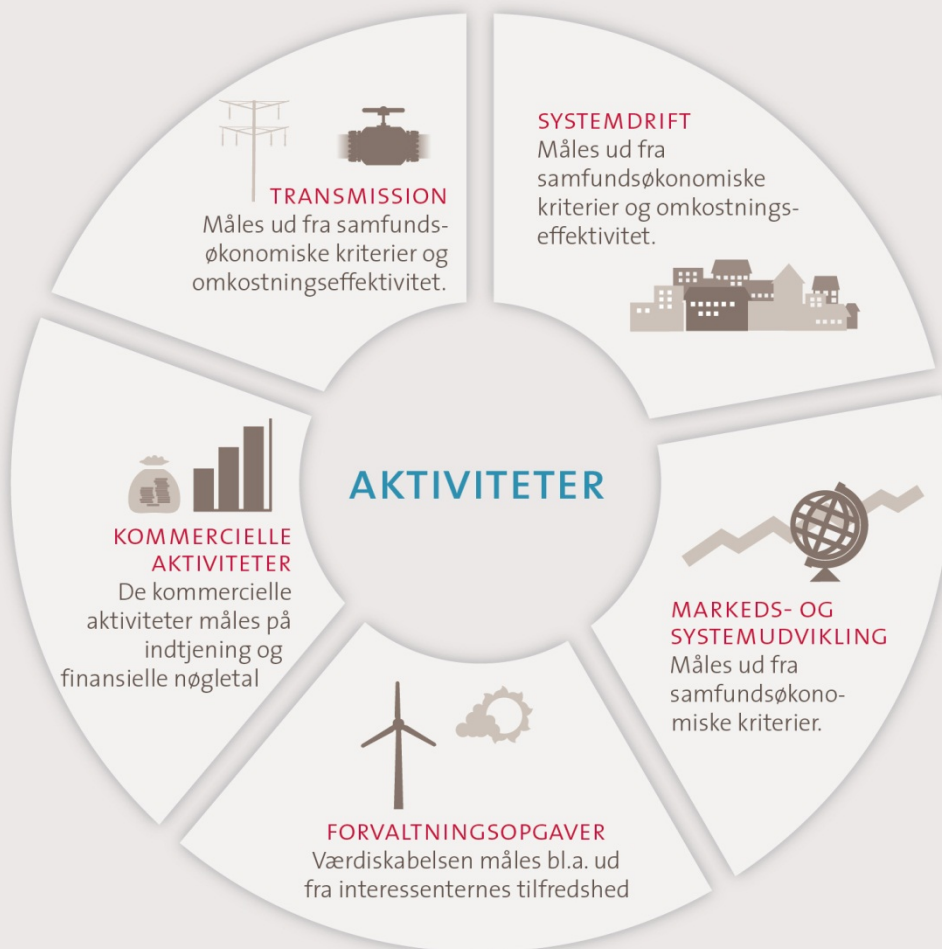 TRANSMISSION
Måles ud fra samfunds-
økonomiske kriterier og
omkostningseffektivitet.
SYSTEMDRIFT
Måles ud fra
samfundsøkonomiske
kriterier og omkostnings-
effektivitet.
AKTIVITETER
KOMMERCIELLE
AKTIVITETER
De kommercielle
aktiviteter måles på
indtjening og
finansielle nøgletal
MARKEDS- OG
SYSTEMUDVIKLING
Måles ud fra
samfundsøkono-
miske kriterier.
FORVALTNINGSOPGAVER
Værdiskabelsen måles bl.a. ud
fra interessenternes tilfredshed